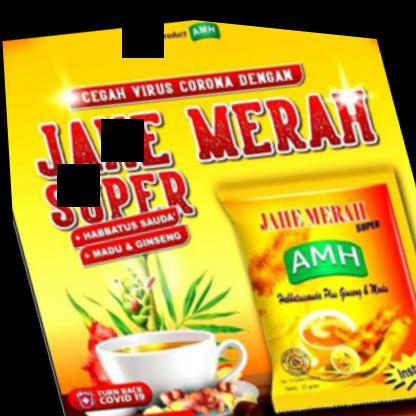 Product AMH
CEGAH VIRUS CORONA DENGAN
JAHE MERAH
SUPER
+ HABBATUS SAUDA'
+ MADU & GINSENG
JAHE MERAH
SUPER
AMH
Habbatussauda Plus Ginseng & Madu
TURN BACK
COVID 19